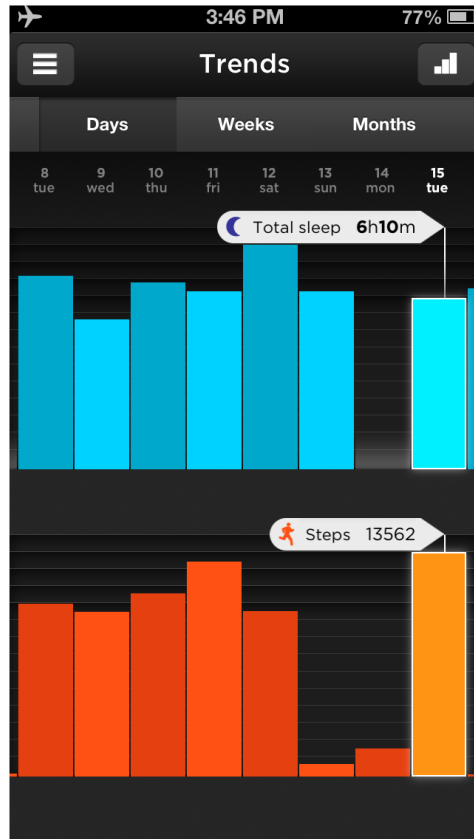 3:46 PM 77%
Trends
Days Weeks Months
8 9 10 11 12 13 14 15
tue wed thu fri sat sun mon tue
Total sleep 6h10m
Steps 13562